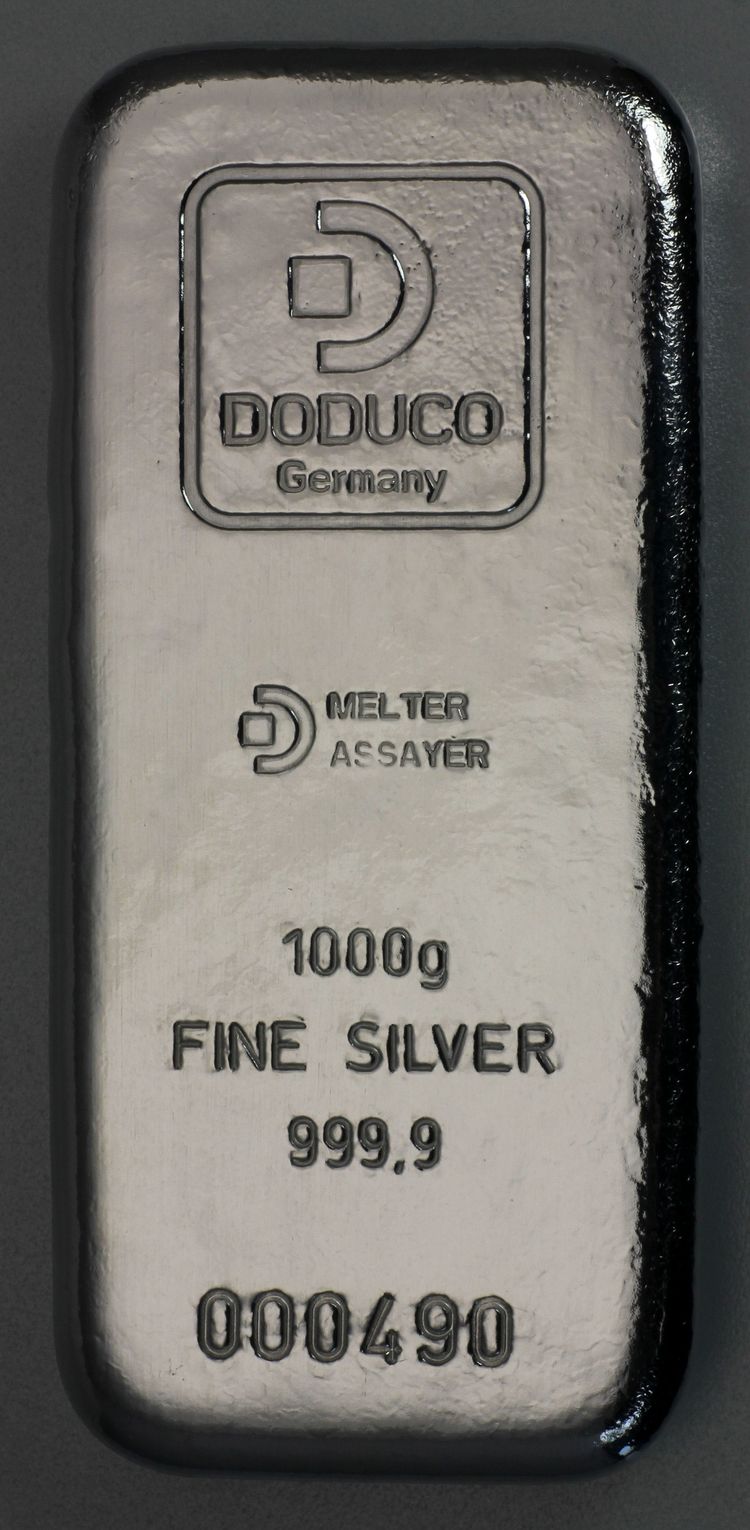 DODUCO
Germany
MELTER
ASSAYER
1000g
FINE SILVER
999.9
000490